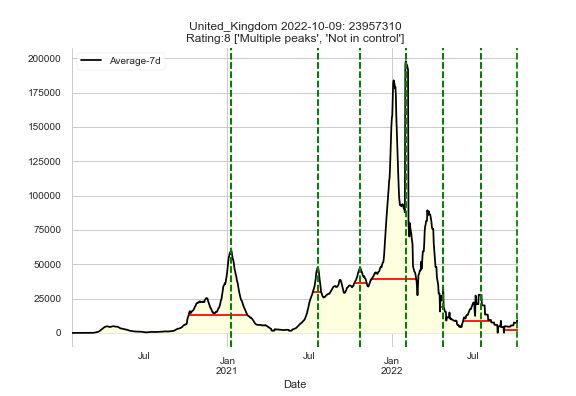 United_Kingdom 2022-10-09: 23957310
Rating:8 ['Multiple peaks', 'Not in control']
Average-7d
200000
175000
150000
125000
100000
75000
50000
25000
0
Jul
Jan
2021
Jul
Jan
2022
Jul
Date